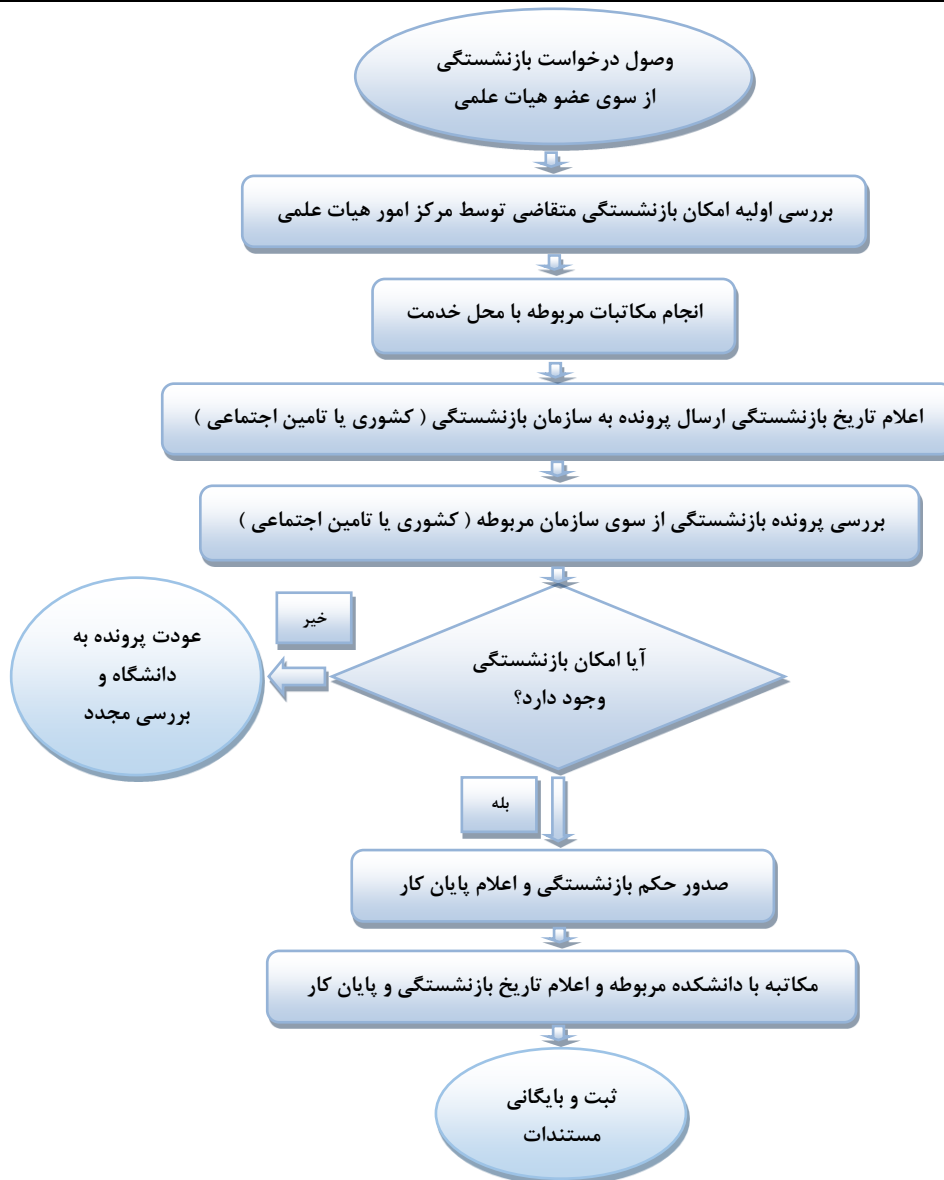 وصول درخواست بازنشستگی
از سوی عضو هیات علمی
بررسی اولیه امکان بازنشستگی متقاضی توسط مرکز امور هیات علمی
انجام مکاتبات مربوطه با محل خدمت
اعلام تاریخ بازنشستگی ارسال پرونده به سازمان بازنشستگی ( کشوری یا تامین اجتماعی )
بررسی پرونده بازنشستگی از سوی سازمان مربوطه ( کشوری یا تامین اجتماعی )
آیا امکان بازنشستگی
وجود دارد؟
خیر
عودت پرونده به
دانشگاه و
بررسی مجدد
بله
صدور حکم بازنشستگی و اعلام پایان کار
مکاتبه با دانشکده مربوطه و اعلام تاریخ بازنشستگی و پایان کار
ثبت و بایگانی
مستندات